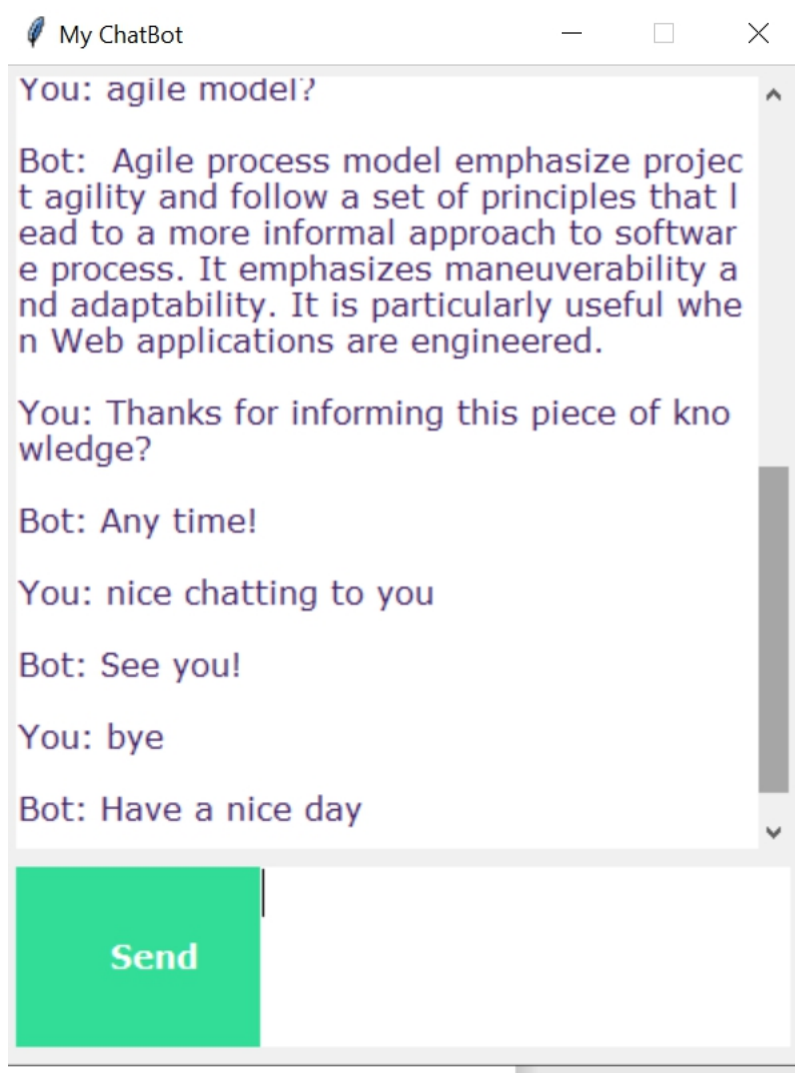 My ChatBot
You: agile model?
Bot:  Agile process model emphasize projec
t agility and follow a set of principles that l
ead to a more informal approach to softwar
e process. It emphasizes maneuverability a
nd adaptability. It is particularly useful whe
n Web applications are engineered.
You: Thanks for informing this piece of kno
wledge?
Bot: Any time!
You: nice chatting to you
Bot: See you!
You: bye
Bot: Have a nice day
Send